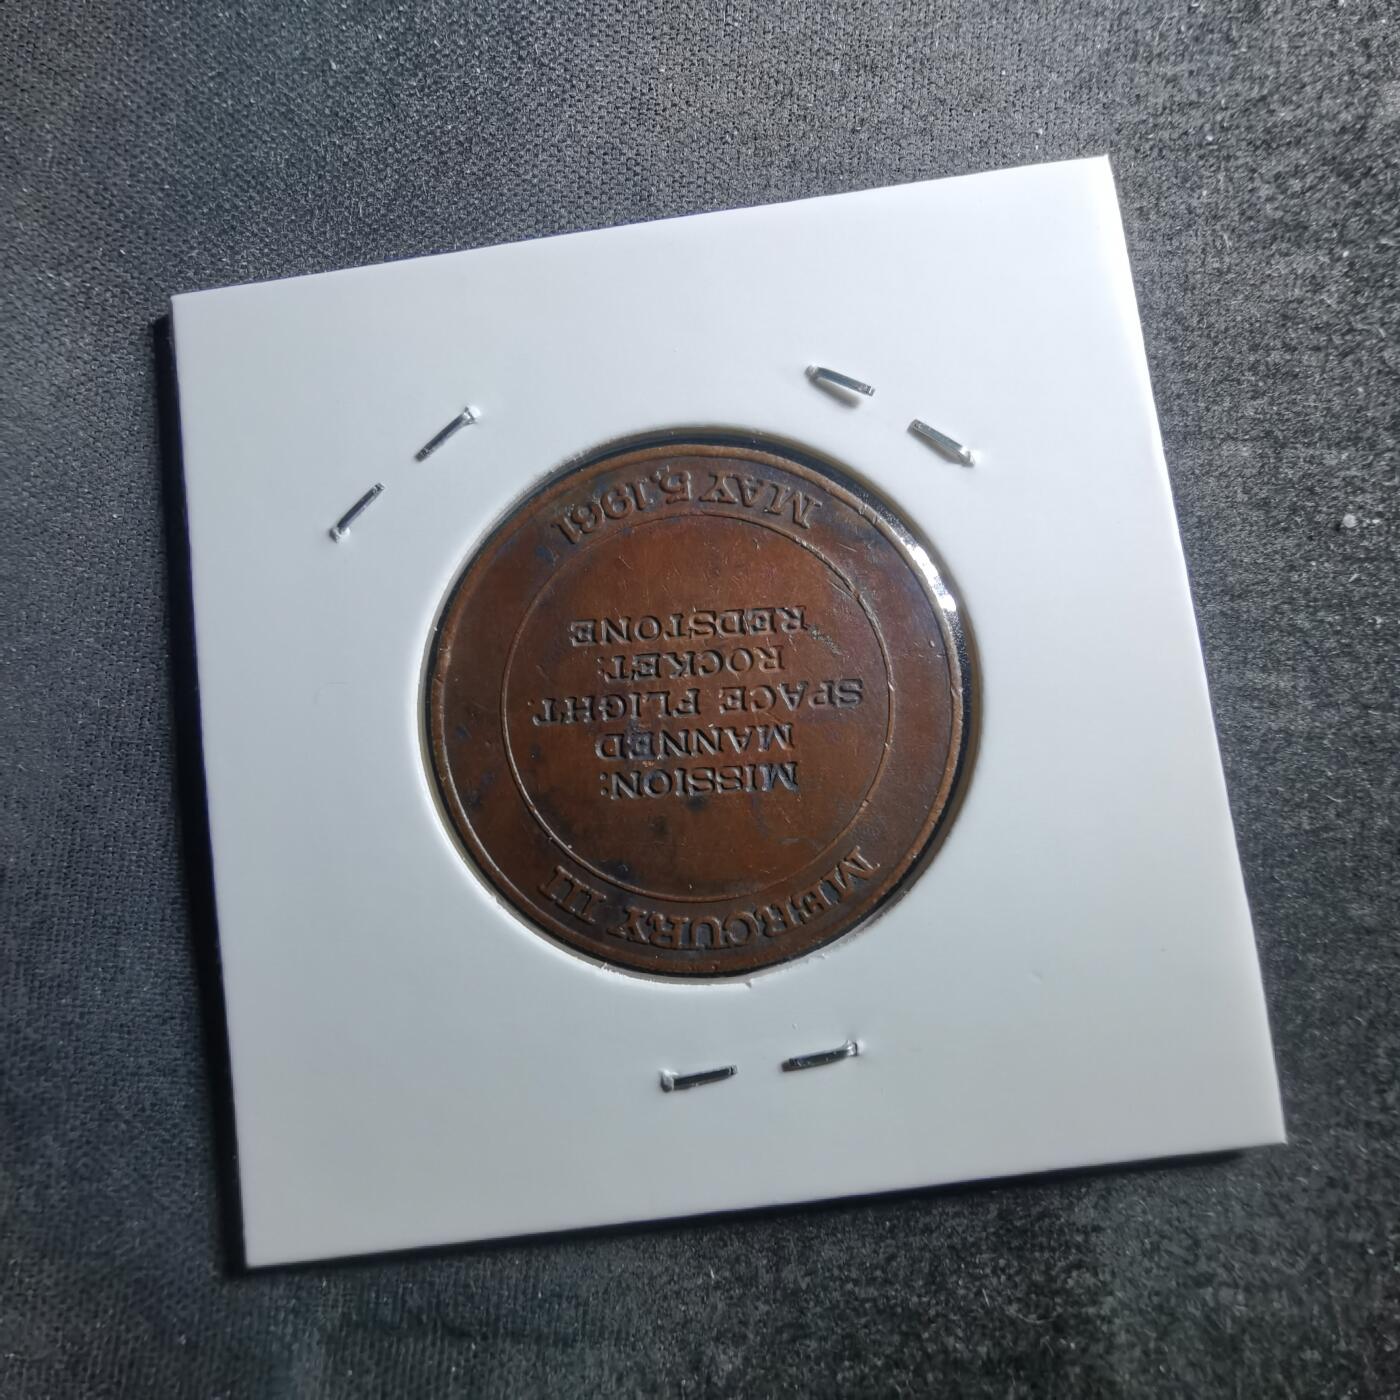 MERCURY III
MISSION:
MANNED
SPACE FLIGHT
ROCKET:
REDSTONE
MAY 5, 1961